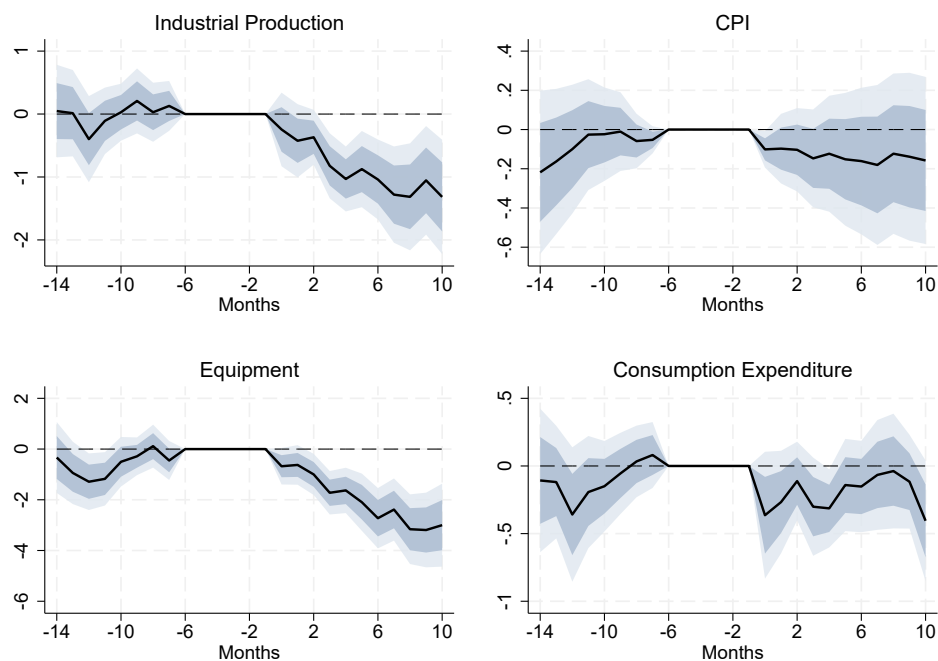 Industrial Production
1
0
-1
-2
-14 -10 -6 -2 2 6 10
Months
CPI
.4
.2
0
-.2
-.4
-.6
-14 -10 -6 -2 2 6 10
Months
Equipment
2
0
-2
-4
-6
-14 -10 -6 -2 2 6 10
Months
Consumption Expenditure
.5
0
-.5
-1
-14 -10 -6 -2 2 6 10
Months